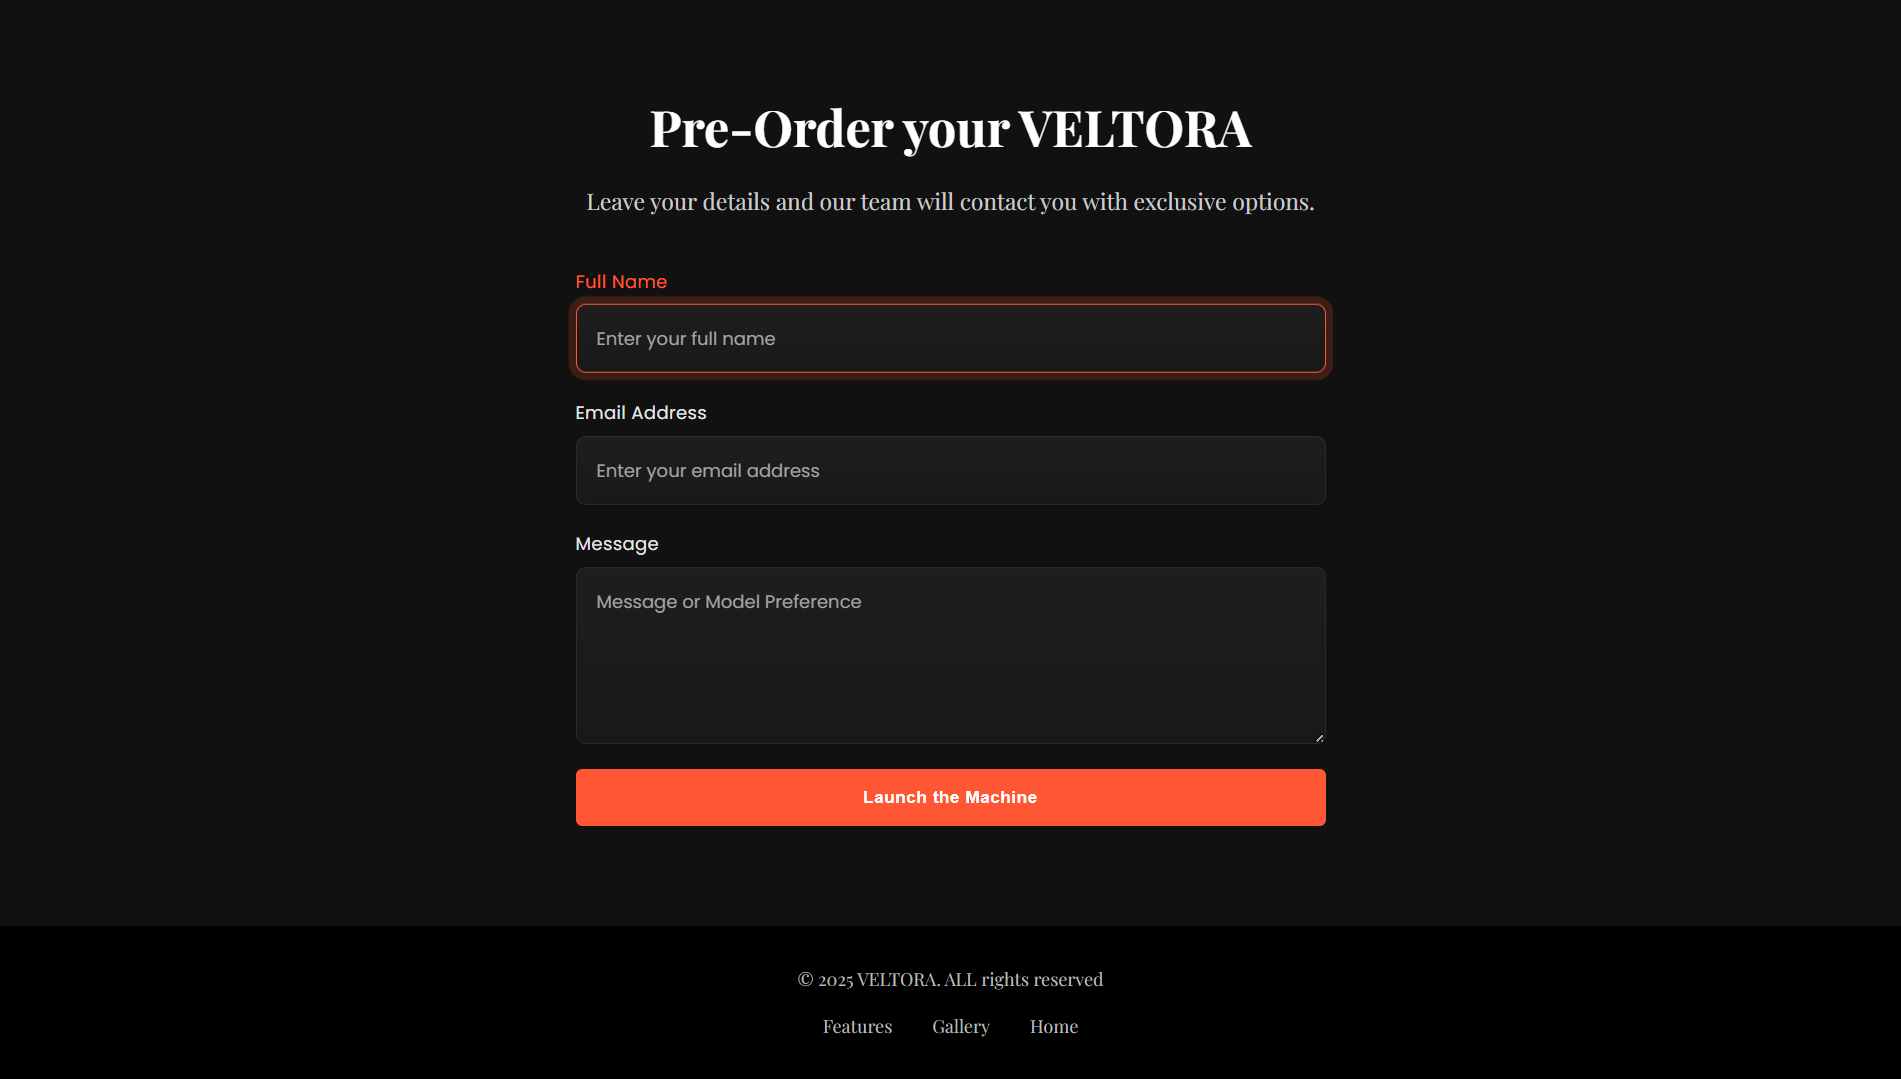 Pre-Order your VELTORA
Leave your details and our team will contact you with exclusive options.
Full Name
Enter your full name
Email Address
Enter your email address
Message
Message or Model Preference
Launch the Machine
© 2025 VELTORA. ALL rights reserved
Features Gallery Home